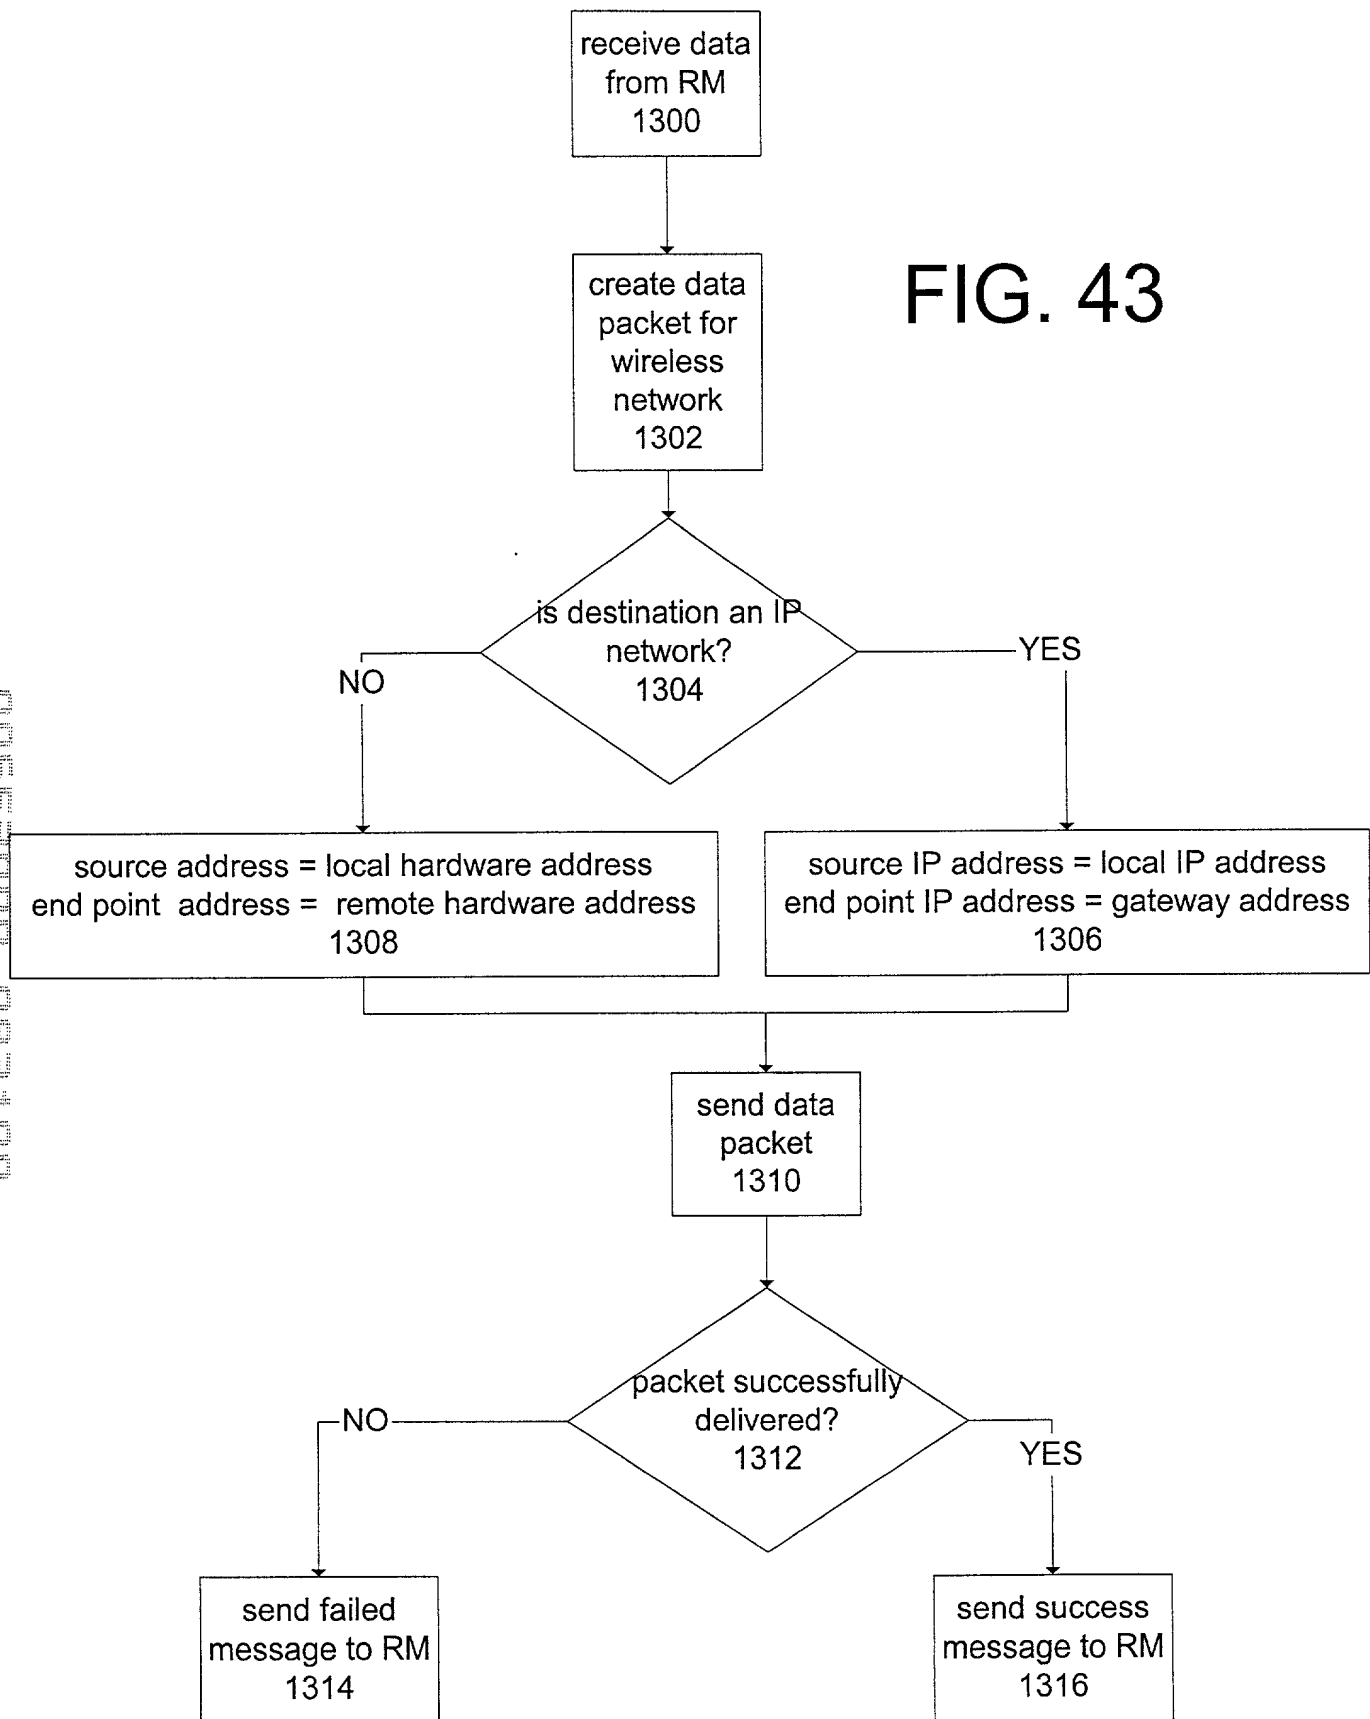 receive data
from RM
1300
create data
packet for
wireless
network
1302
FIG. 43
is destination an IP
network?
1304
NO
YES
source address = local hardware address
end point address = remote hardware address
1308
source IP address = local IP address
end point IP address = gateway address
1306
send data
packet
1310
packet successfully
delivered?
1312
NO
YES
send failed
message to RM
1314
send success
message to RM
1316